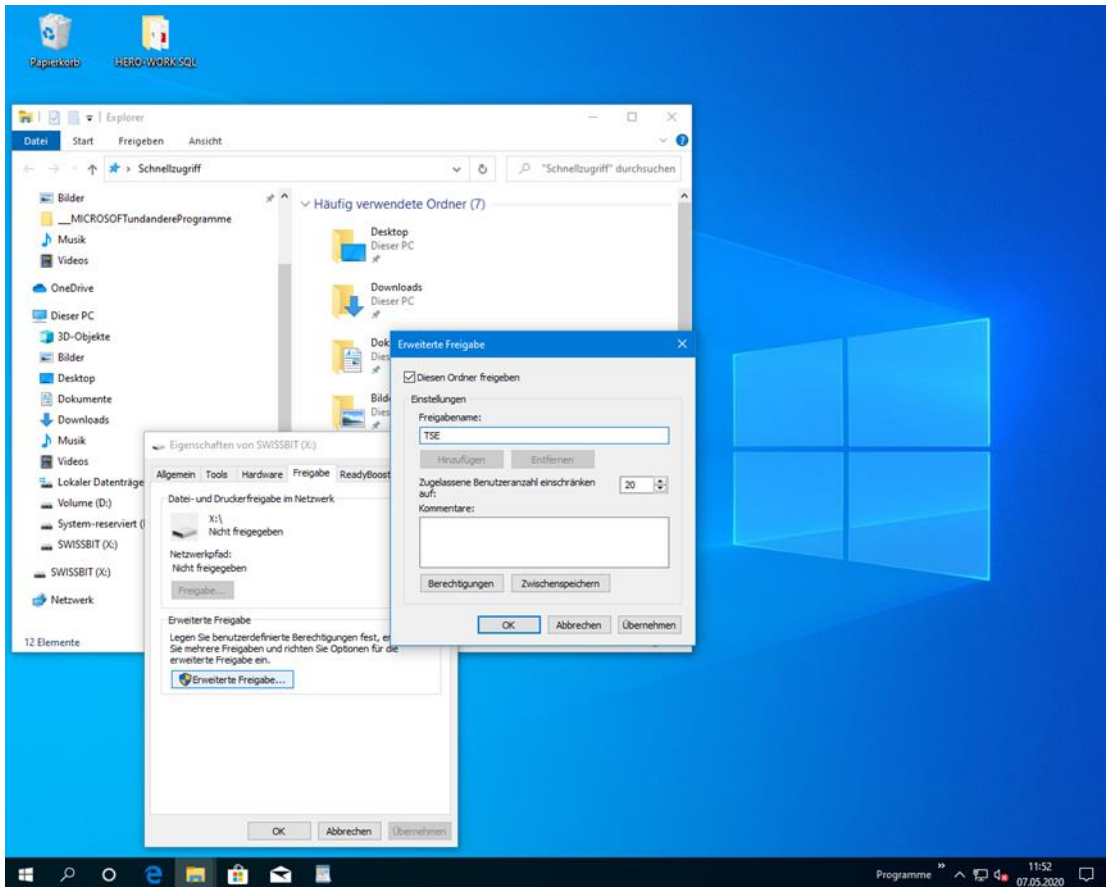 Papierkorb
HERO-WORK SQL
Explorer
Datei Start Freigeben Ansicht
Schnellzugriff
"Schnellzugriff" durchsuchen
Bilder
__MICROSOFTundandereProgramme
Musik
Videos
OneDrive
Dieser PC
3D-Objekte
Bilder
Desktop
Dokumente
Downloads
Musik
Videos
Lokaler Datenträge
Volume (D:)
System-reserviert (
SWISSBIT (X:)
SWISSBIT (X:)
Netzwerk
12 Elemente
Häufig verwendete Ordner (7)
Desktop
Dieser PC
Downloads
Dieser PC
Dok
Dies
Bild
Dies
Eigenschaften von SWISSBIT (X:)
Allgemein Tools Hardware Freigabe ReadyBoost
Datei- und Druckerfreigabe im Netzwerk
X:\
Nicht freigegeben
Netzwerkpfad:
Nicht freigegeben
Freigabe...
Erweiterte Freigabe
Legen Sie benutzerdefinierte Berechtigungen fest, er
Sie mehrere Freigaben und richten Sie Optionen für die
erweiterte Freigabe ein.
Erweiterte Freigabe...
OK Abbrechen Übernehmen
Erweiterte Freigabe
Diesen Ordner freigeben
Einstellungen
Freigabename:
TSE
Hinzufügen Entfernen
Zugelassene Benutzeranzahl einschränken
auf:
20
Kommentare:
Berechtigungen Zwischenspeichern
OK Abbrechen Übernehmen
Programme
11:52
07.05.2020